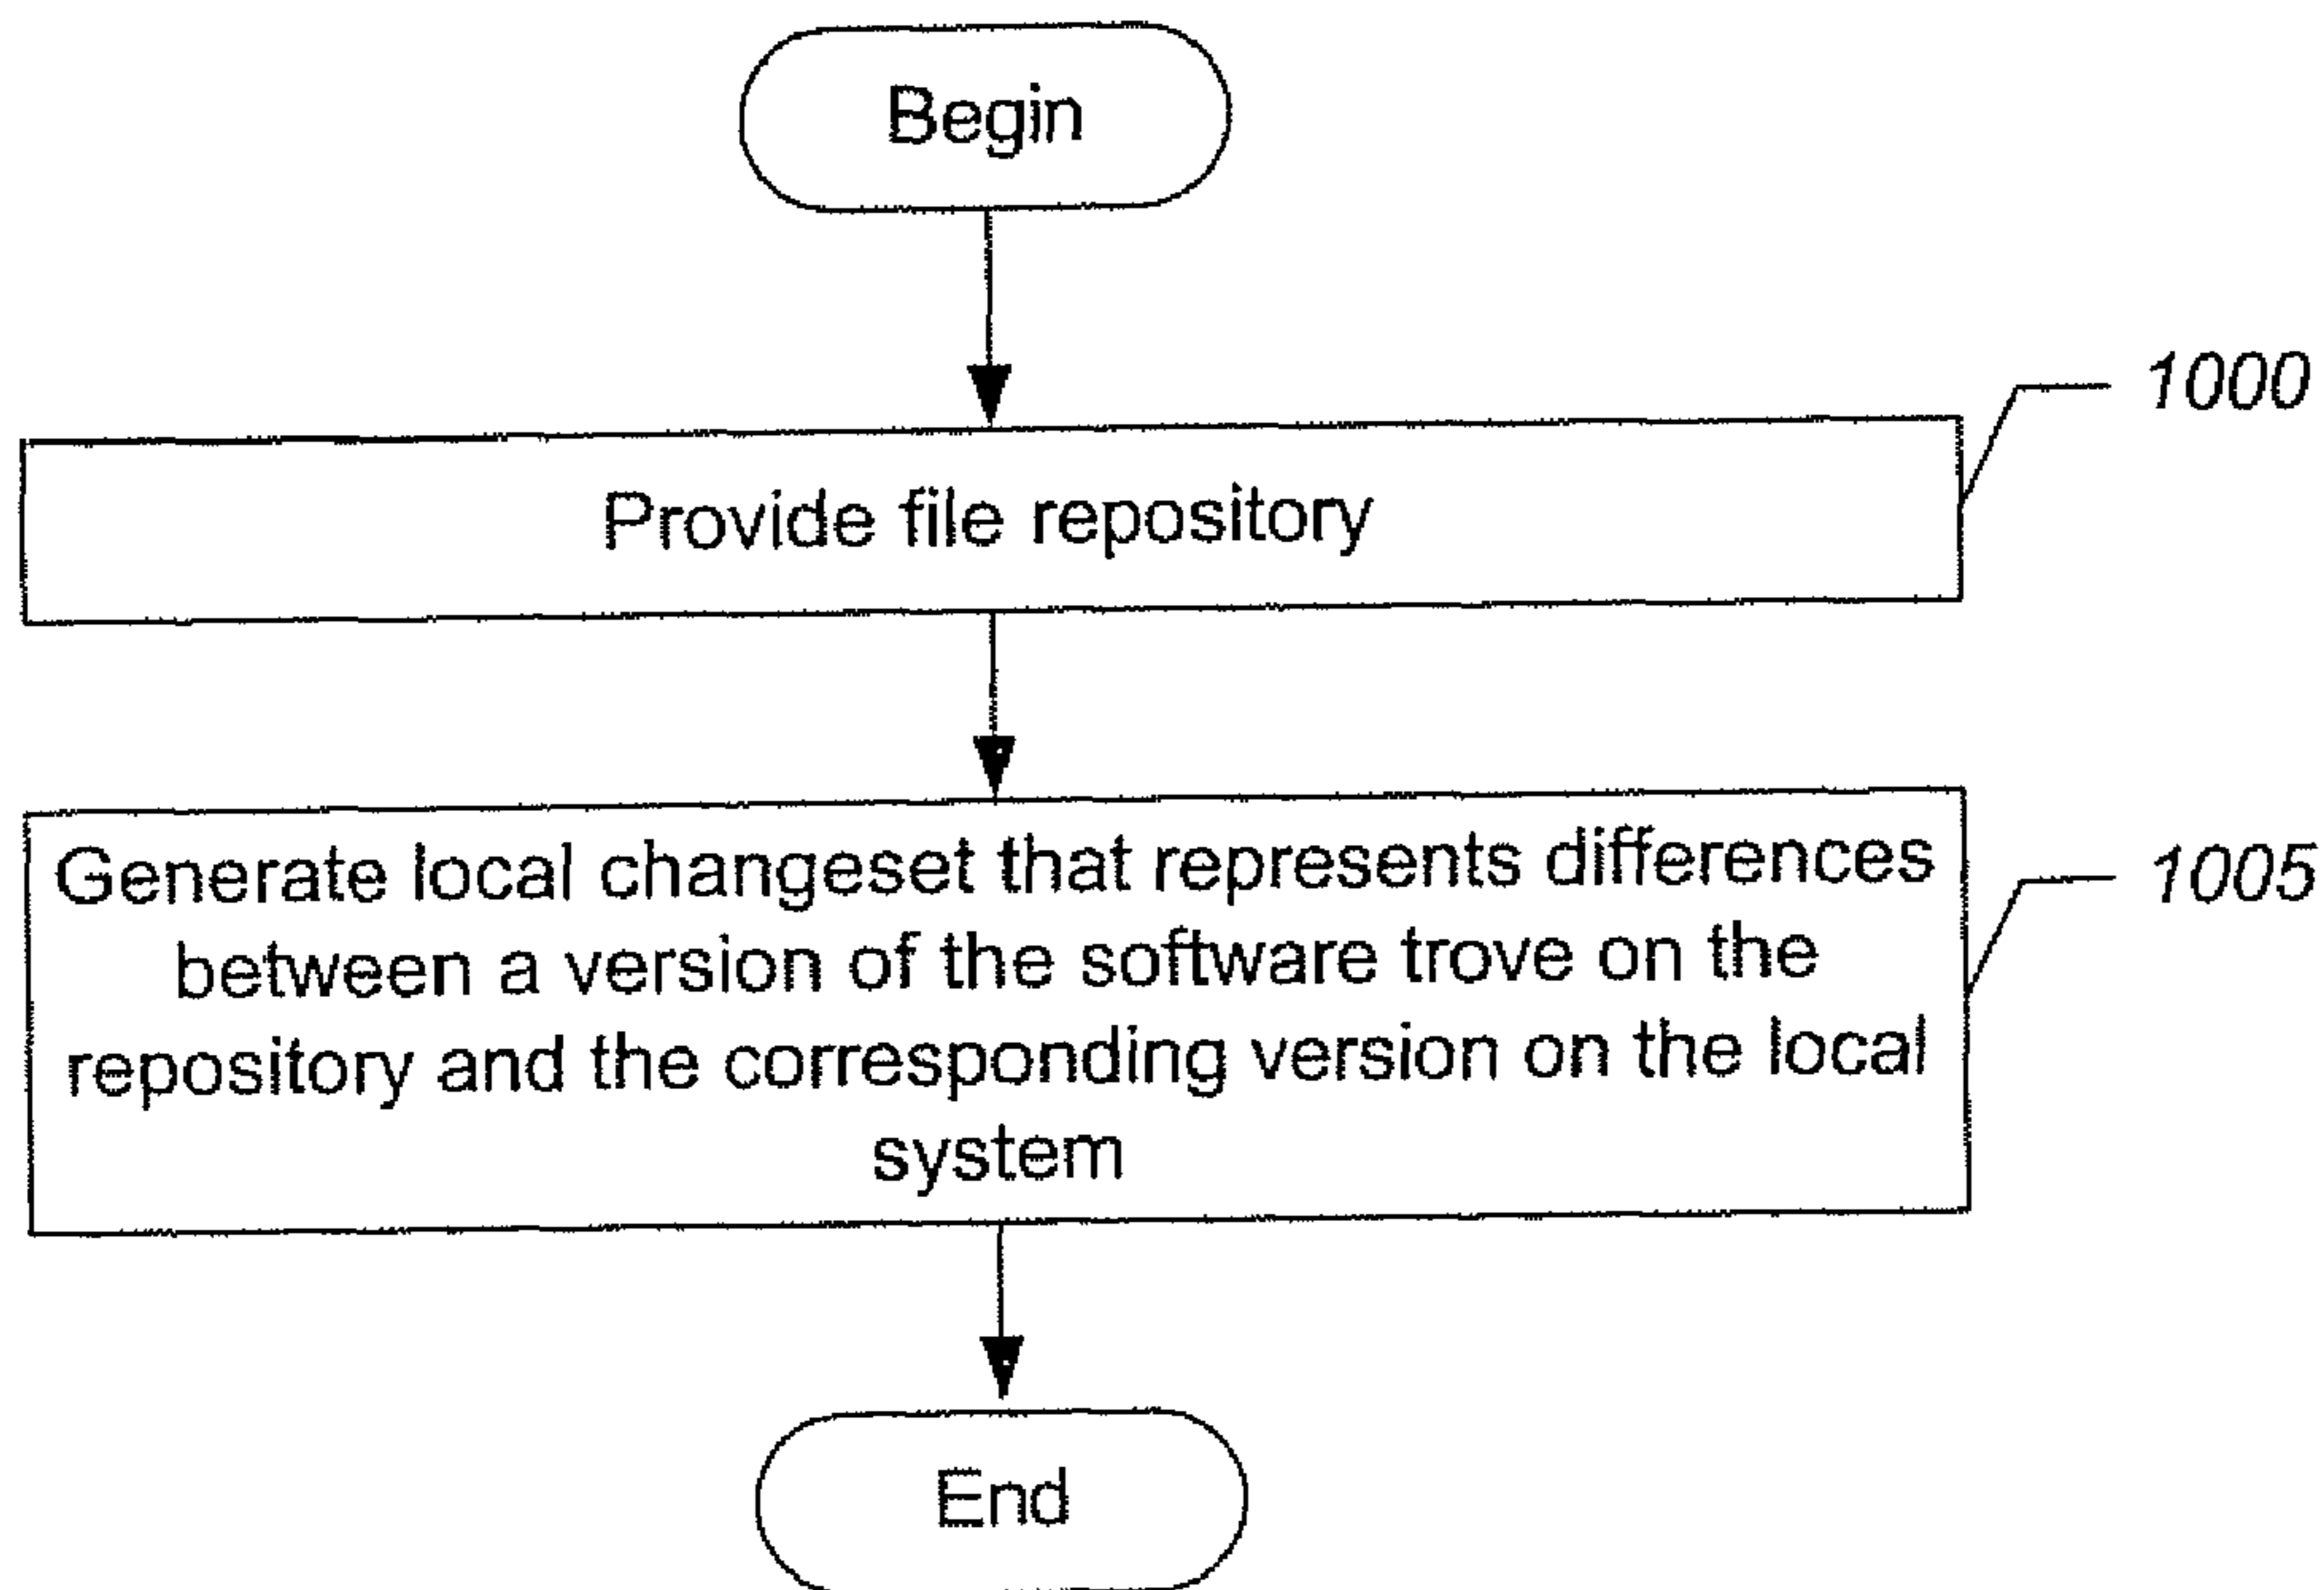 Begin
1000
Provide file repository
Generate local changeset that represents differences
1005
between a version of the software trove on the
repository and the corresponding version on the local
system
End